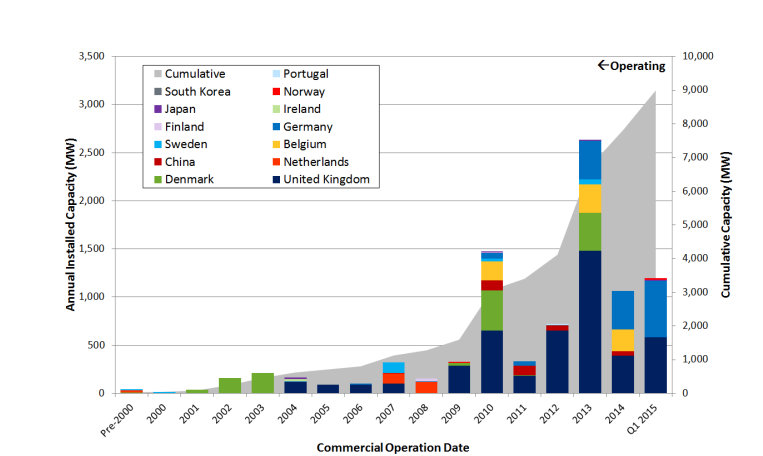 3,500
3,000
2,500
2,000
1,500
1,000
500
0
10,000
9,000
8,000
7,000
6,000
5,000
4,000
3,000
2,000
1,000
0
←Operating
Cumulative Portugal
South Korea Norway
Japan Ireland
Finland Germany
Sweden Belgium
China Netherlands
Denmark United Kingdom
Annual Installed Capacity (MW)
Cumulative Capacity (MW)
Pre-2000 2000 2001 2002 2003 2004 2005 2006 2007 2008 2009 2010 2011 2012 2013 2014 Q1 2015
Commercial Operation Date